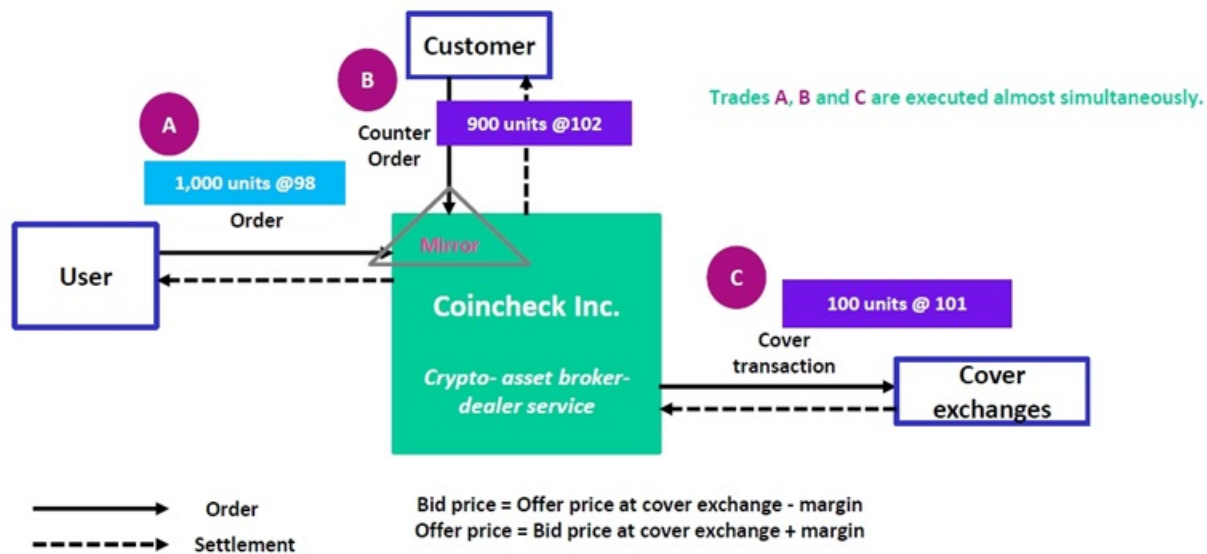 Customer
B
Trades A, B and C are executed almost simultaneously.
A
900 units @102
Counter
Order
1,000 units @98
Order
Mirror
User
C
Coincheck Inc.
100 units @ 101
Cover
transaction
Crypto- asset broker-
dealer service
Cover
exchanges
Order
Bid price = Offer price at cover exchange - margin
Offer price = Bid price at cover exchange + margin
Settlement